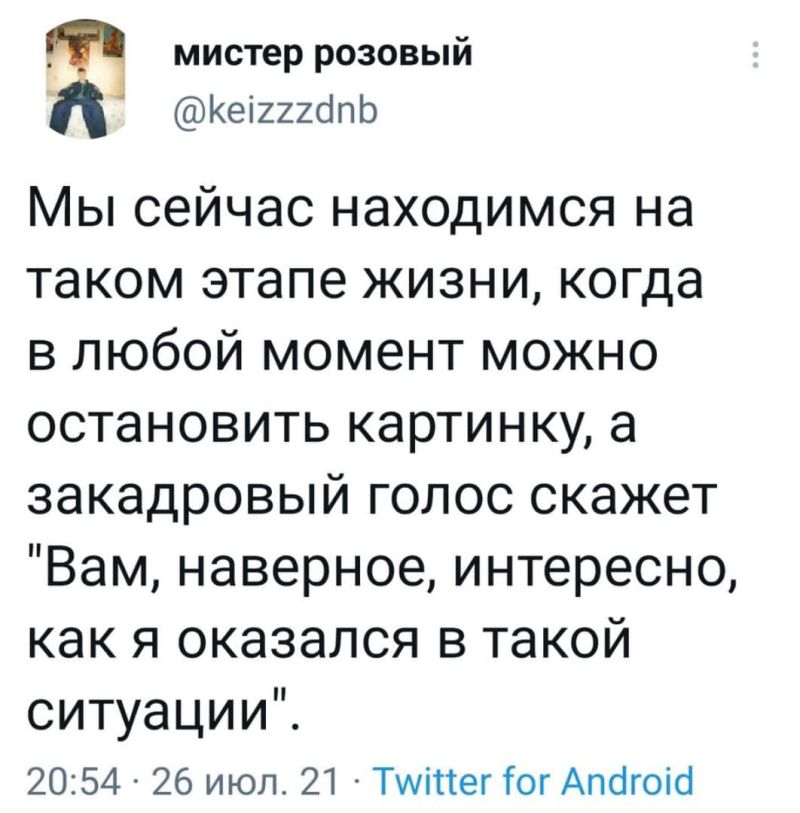 мистер розовый
@keizzzdnb
Мы сейчас находимся на
таком этапе жизни, когда
в любой момент можно
остановить картинку, а
закадровый голос скажет
"Вам, наверное, интересно,
как я оказался в такой
ситуации".
20:54 · 26 июл. 21 · Twitter for Android